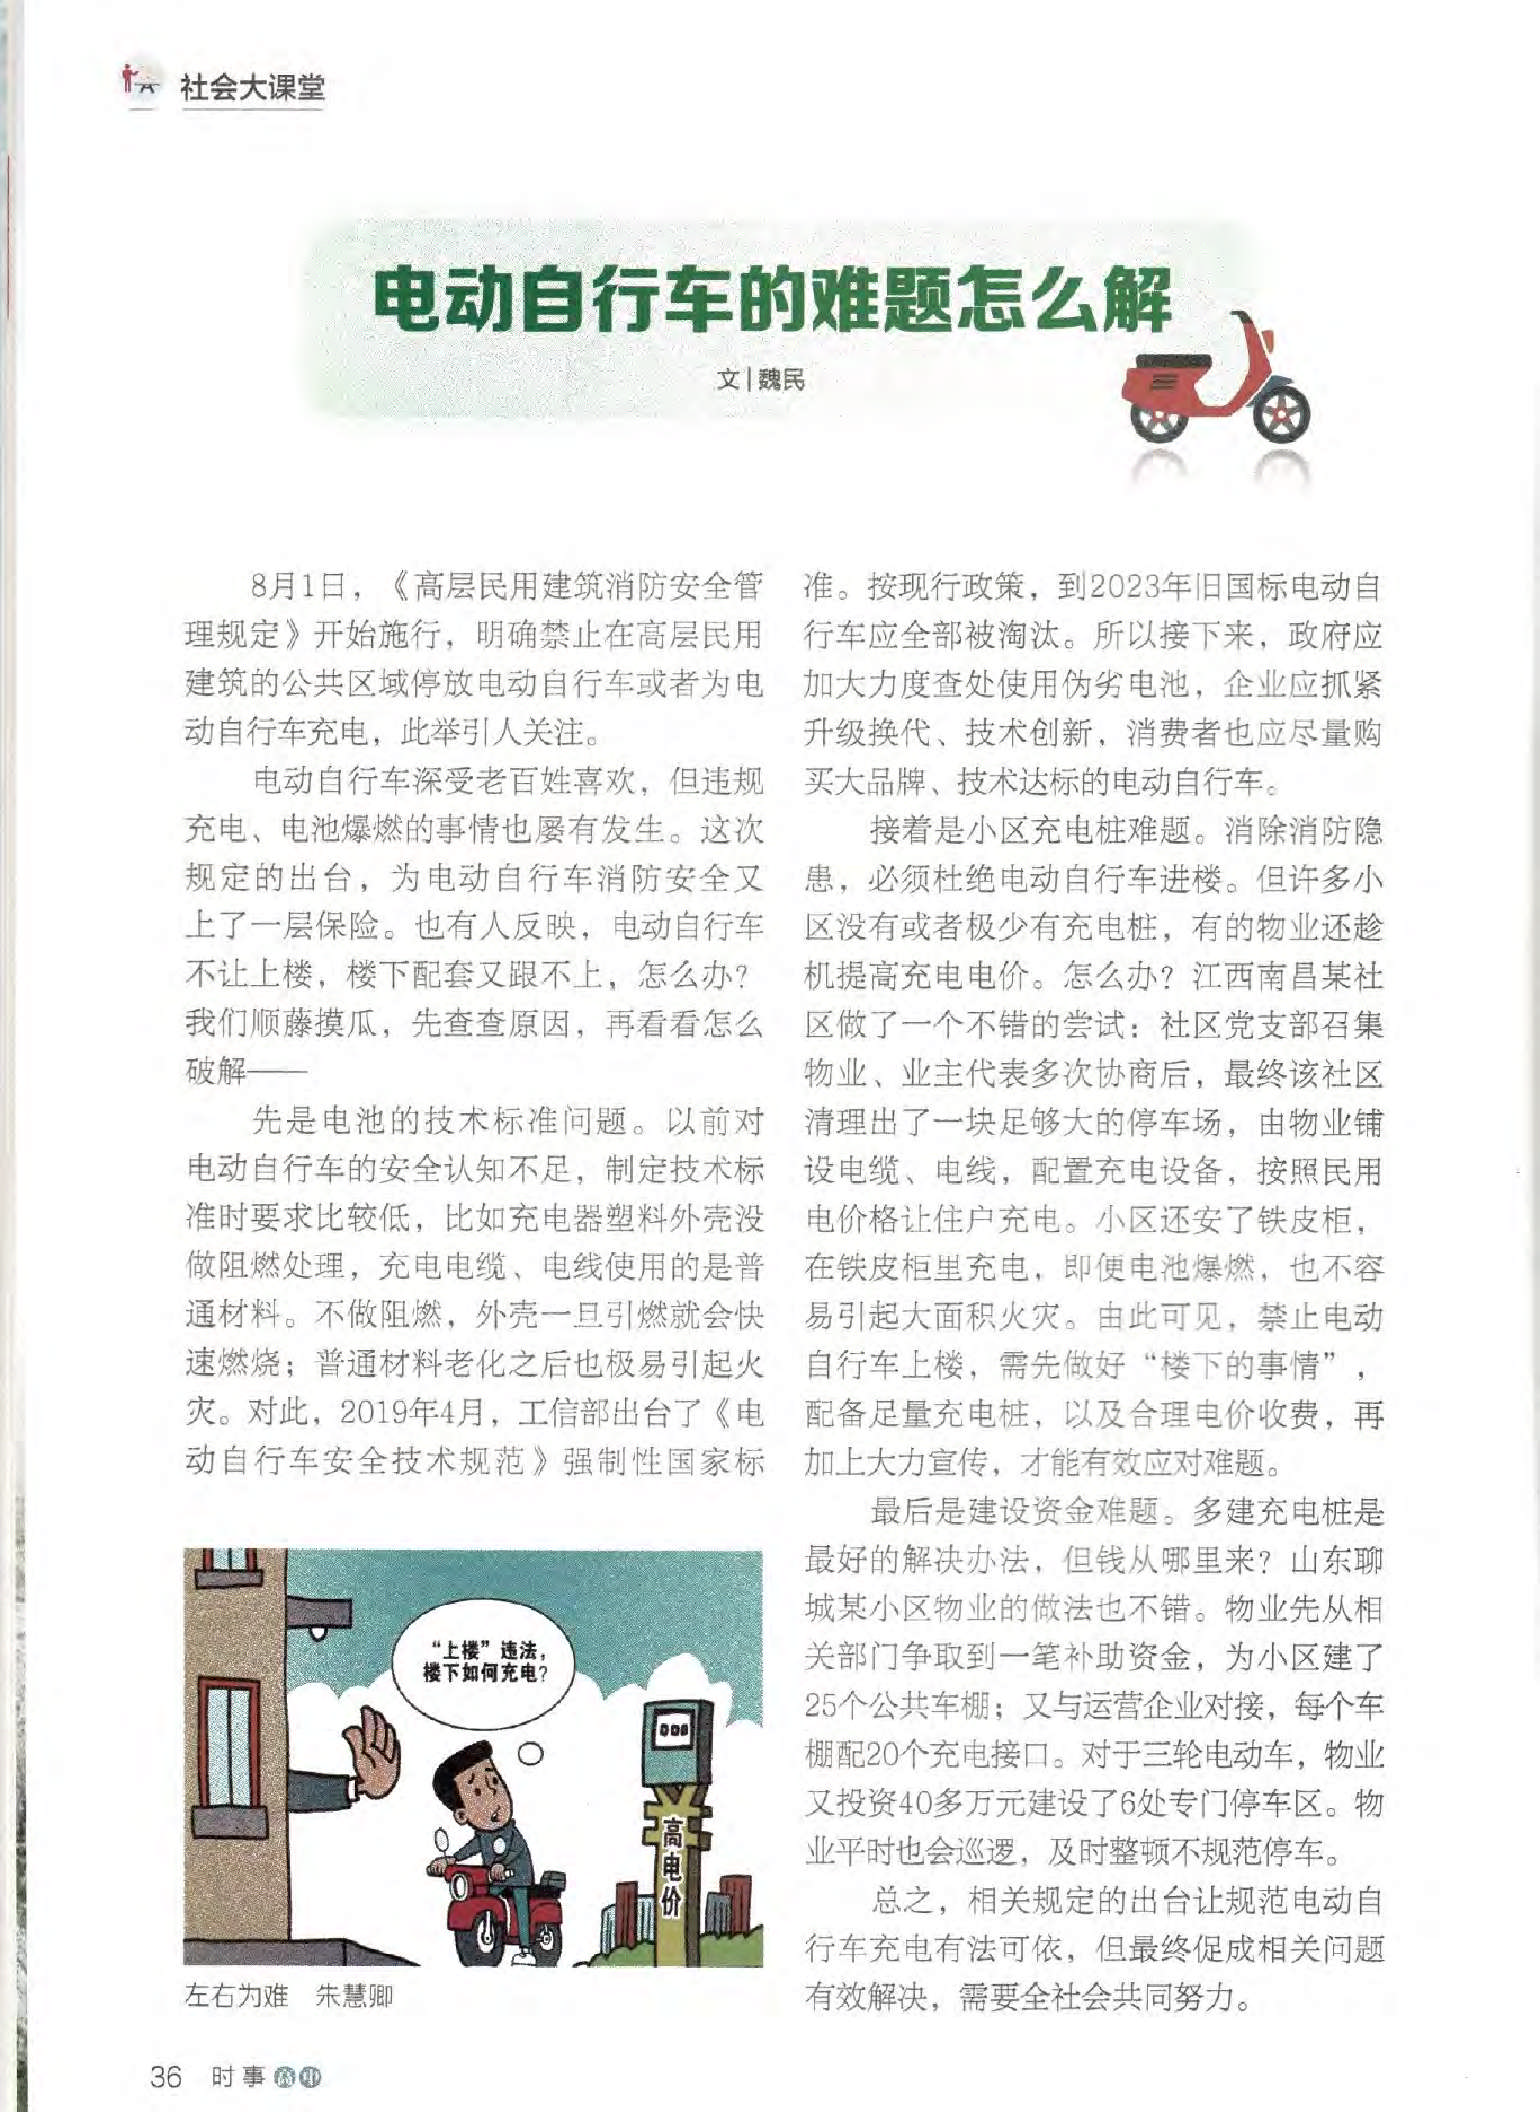 社会大课堂
电动自行车的难题怎么解
文|魏民
8月1日，《高层民用建筑消防安全管
理规定》开始施行，明确禁止在高层民用
建筑的公共区域停放电动自行车或者为电
动自行车充电，此举引人关注。
电动自行车深受老百姓喜欢，但违规
充电、电池爆燃的事情也屡有发生。这次
规定的出台，为电动自行车消防安全又
上了一层保险。也有人反映，电动自行车
不让上楼，楼下配套又跟不上，怎么办？
我们顺藤摸瓜，先查查原因，再看看怎么
破解——
先是电池的技术标准问题。以前对
电动自行车的安全认知不足，制定技术标
准时要求比较低，比如充电器塑料外壳没
做阻燃处理，充电电缆、电线使用的是普
通材料。不做阻燃，外壳一旦引燃就会快
速燃烧；普通材料老化之后也极易引起火
灾。对此，2019年4月，工信部出台了《电
动自行车安全技术规范》强制性国家标
“上楼”违法，
楼下如何充电？
高电价
左右为难 朱慧卿
准。按现行政策，到2023年旧国标电动自
行车应全部被淘汰。所以接下来，政府应
加大力度查处使用伪劣电池，企业应抓紧
升级换代、技术创新，消费者也应尽量购
买大品牌、技术达标的电动自行车。
接着是小区充电桩难题。消除消防隐
患，必须杜绝电动自行车进楼。但许多小
区没有或者极少有充电桩，有的物业还趁
机提高充电电价。怎么办？江西南昌某社
区做了一个不错的尝试：社区党支部召集
物业、业主代表多次协商后，最终该社区
清理出了一块足够大的停车场，由物业铺
设电缆、电线，配置充电设备，按照民用
电价格让住户充电。小区还安了铁皮柜，
在铁皮柜里充电，即便电池爆燃，也不容
易引起大面积火灾。由此可见，禁止电动
自行车上楼，需先做好“楼下的事情”，
配备足量充电桩，以及合理电价收费，再
加上大力宣传，才能有效应对难题。
最后是建设资金难题。多建充电桩是
最好的解决办法，但钱从哪里来？山东聊
城某小区物业的做法也不错。物业先从相
关部门争取到一笔补助资金，为小区建了
25个公共车棚；又与运营企业对接，每个车
棚配20个充电接口。对于三轮电动车，物业
又投资40多万元建设了6处专门停车区。物
业平时也会巡逻，及时整顿不规范停车。
总之，相关规定的出台让规范电动自
行车充电有法可依，但最终促成相关问题
有效解决，需要全社会共同努力。
36 时事高中